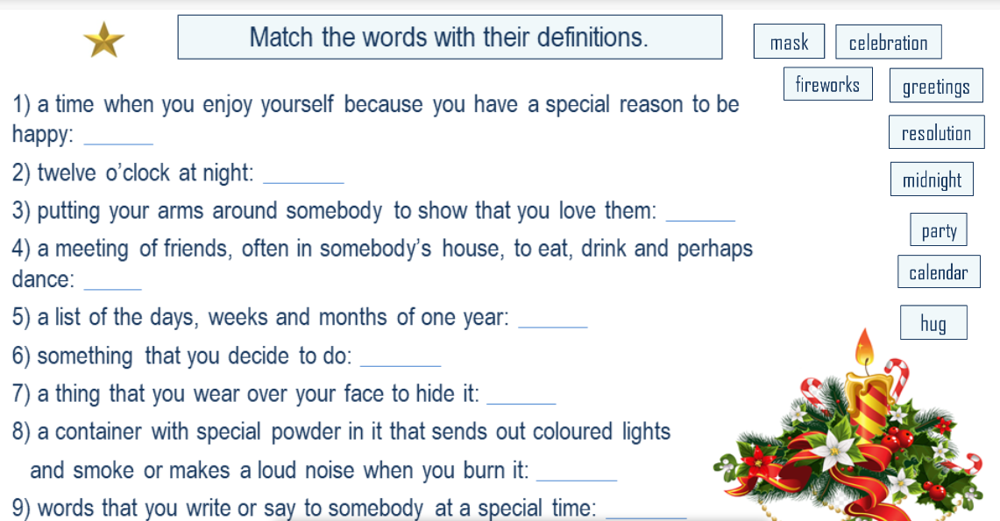 Match the words with their definitions.
mask
celebration
fireworks
greetings
resolution
midnight
party
calendar
hug
1) a time when you enjoy yourself because you have a special reason to be
happy: ______
2) twelve o’clock at night: _______
3) putting your arms around somebody to show that you love them: ______
4) a meeting of friends, often in somebody’s house, to eat, drink and perhaps
dance: _____
5) a list of the days, weeks and months of one year: ______
6) something that you decide to do: _______
7) a thing that you wear over your face to hide it: ______
8) a container with special powder in it that sends out coloured lights
and smoke or makes a loud noise when you burn it: _______
9) words that you write or say to somebody at a special time: _______